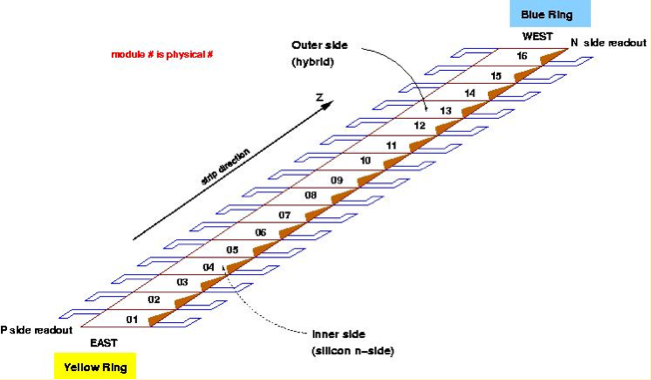 Blue Ring
WEST
N side readout
Outer side
(hybrid)
module # is physical #
16
15
14
13
12
11
10
09
08
07
06
05
04
03
02
01
Z
strip direction
P side readout
EAST
Yellow Ring
Inner side
(silicon n-side)